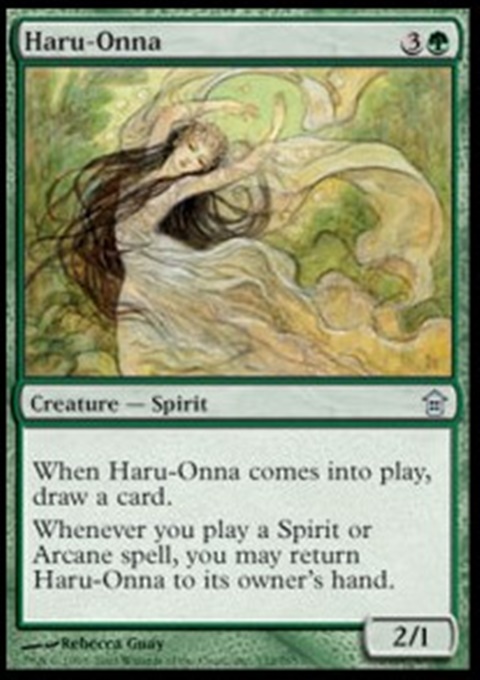 Haru-Onna
3
Creature — Spirit
When Haru-Onna comes into play,
draw a card.
Whenever you play a Spirit or
Arcane spell, you may return
Haru-Onna to its owner's hand.
Rebecca Guay
2/1